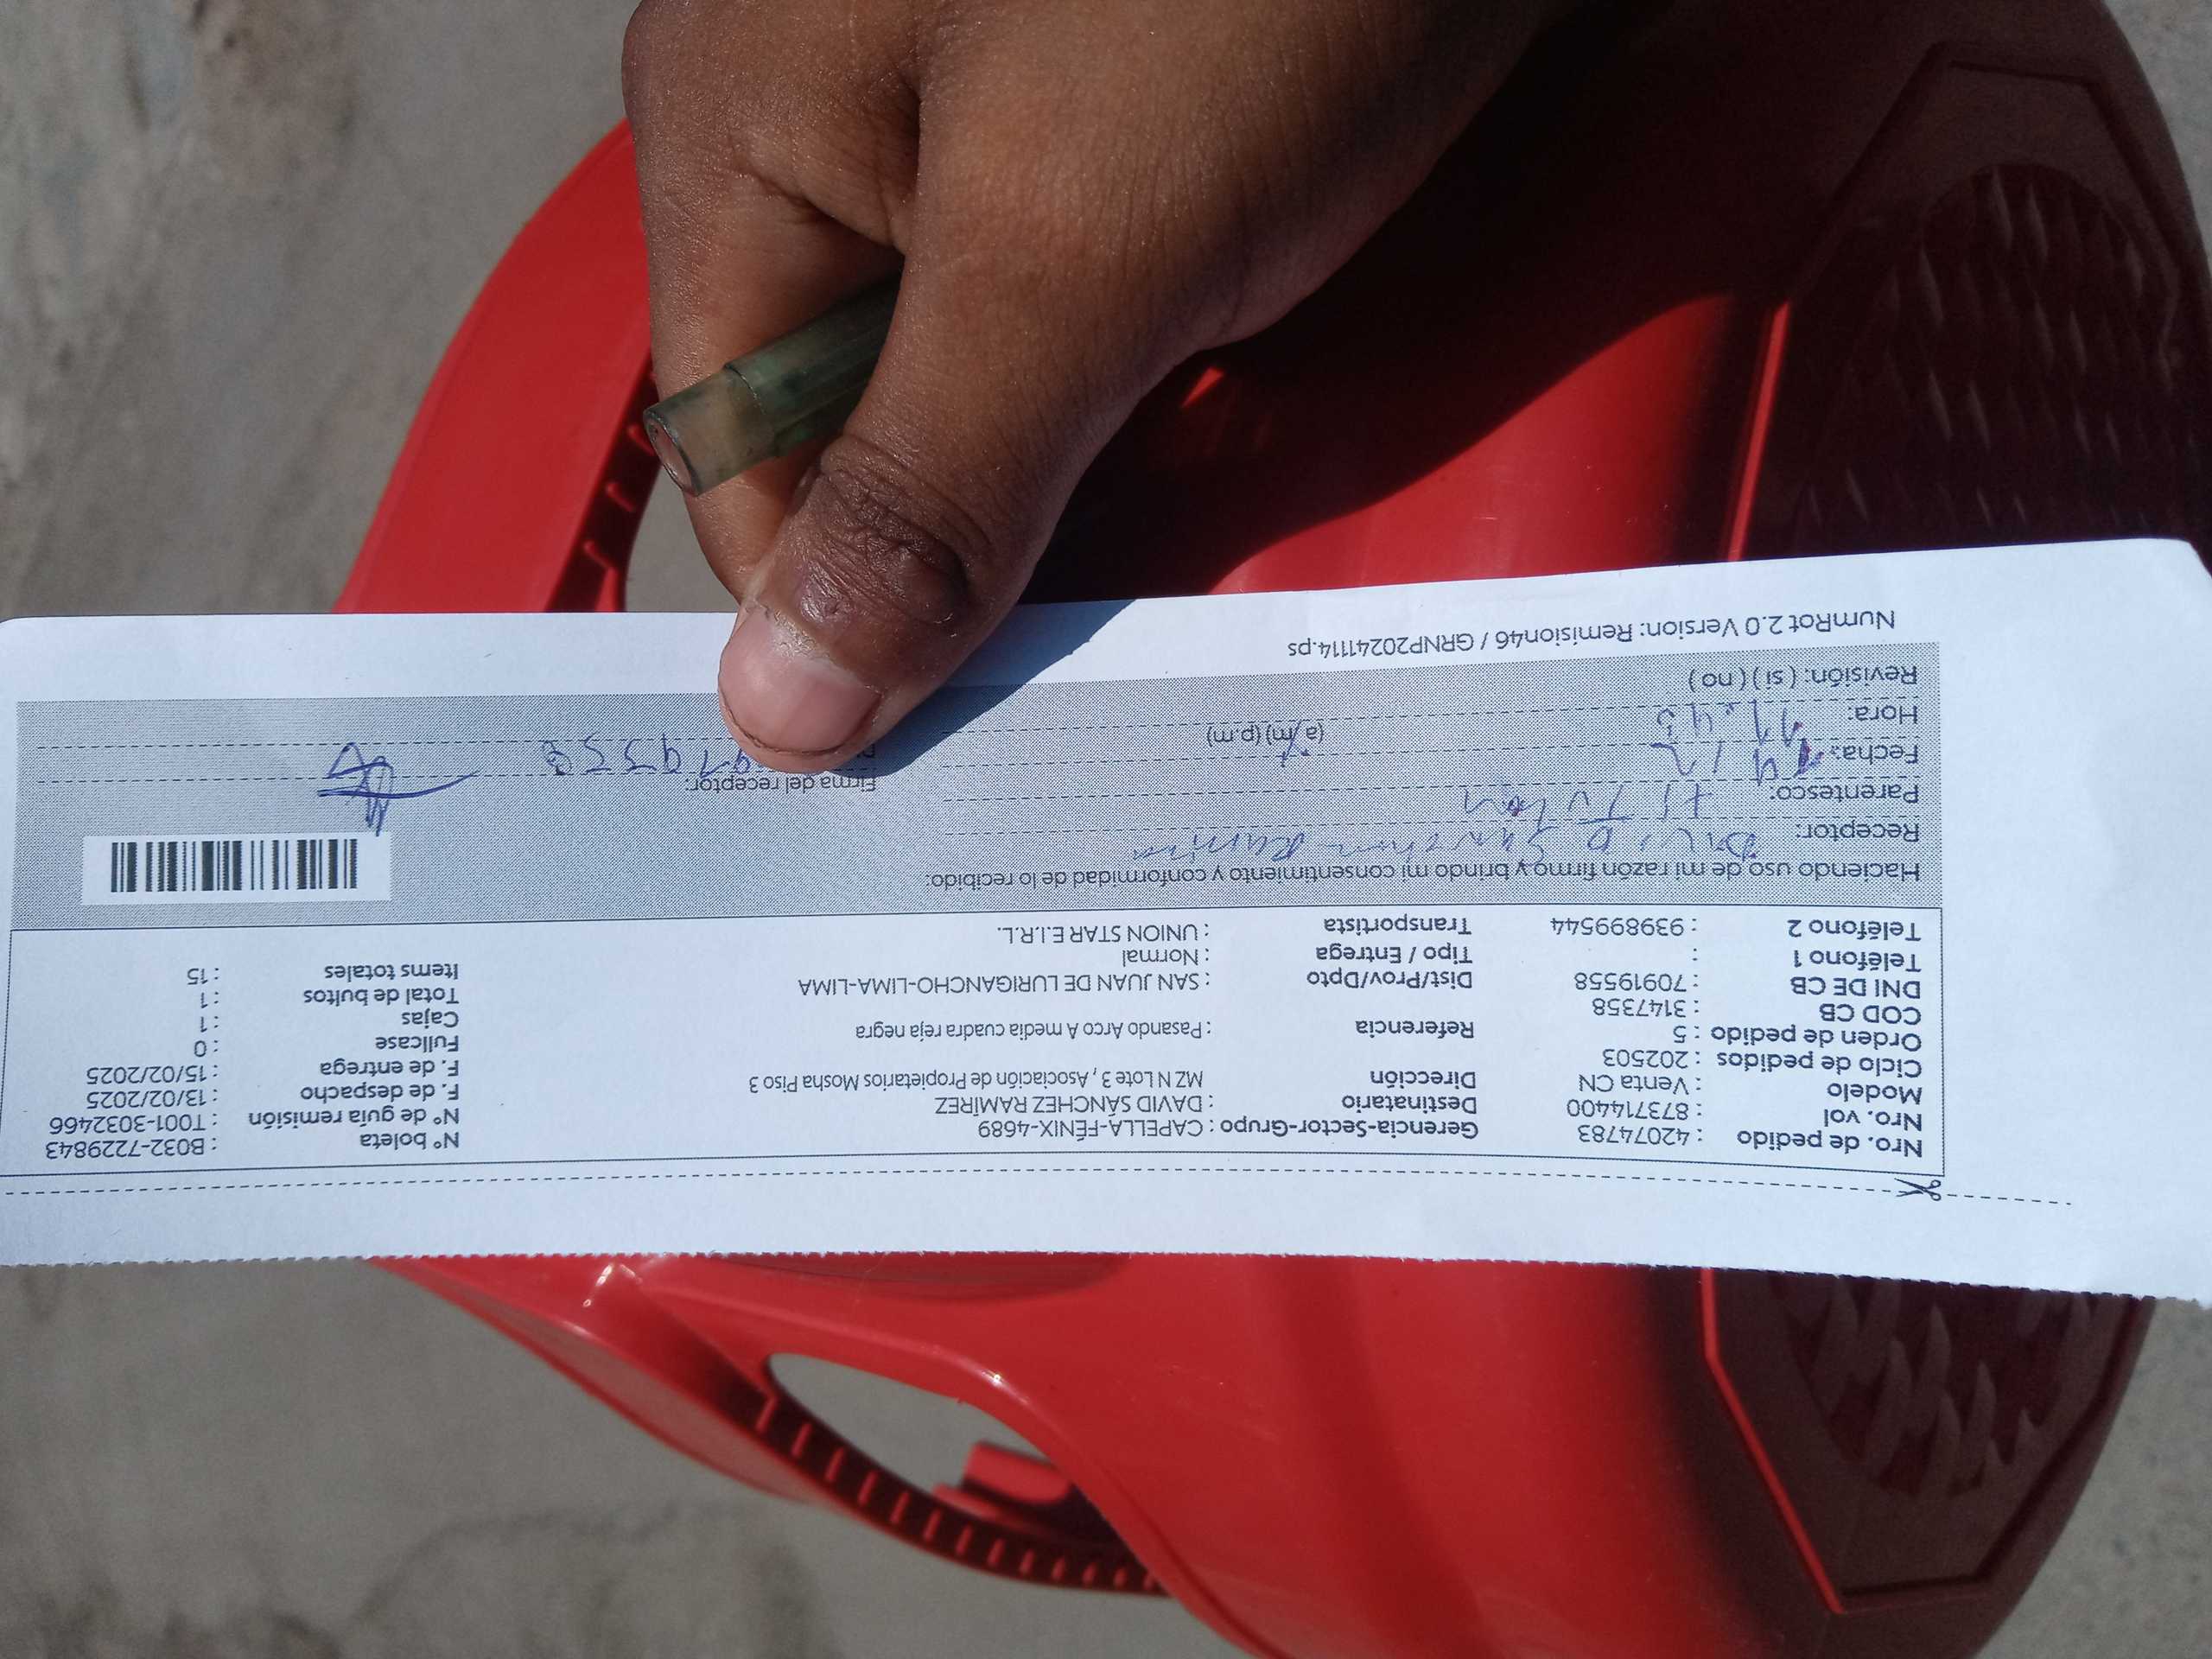 Nro. de pedido : 42074783 Gerencia-Sector-Grupo : CAPELLA-FÉNIX-4689 N° boleta : B032-7229843
Nro. vol : 873714400 Destinatario : DAVID SÁNCHEZ RAMÍREZ N° de guía remisión : T001-3032466
Modelo : Venta CN Dirección : MZ N Lote 3 , Asociación de Propietarios Mosha Piso 3 F. de despacho : 13/02/2025
Ciclo de pedidos : 202503 F. de entrega : 15/02/2025
Orden de pedido : 5 Referencia : Pasando Arco A media cuadra reja negra Fullcase : 0
COD CB : 3147358 Cajas : 1
DNI DE CB : 70919558 Dist/Prov/Dpto : SAN JUAN DE LURIGANCHO-LIMA-LIMA Total de bultos : 1
Teléfono 1 : Tipo / Entrega : Normal Items totales : 15
Teléfono 2 : 939899544 Transportista : UNION STAR E.I.R.L.
Haciendo uso de mi razón firmo y brindo mi consentimiento y conformidad de lo recibido:
Receptor:
Parentesco: Firma del receptor:
Fecha: 14/2
Hora: 11:43 (a/m) (p.m)
Revisión: ( si ) ( no )
NumRot 2.0 Version: Remision46 / GRNP20241114.ps